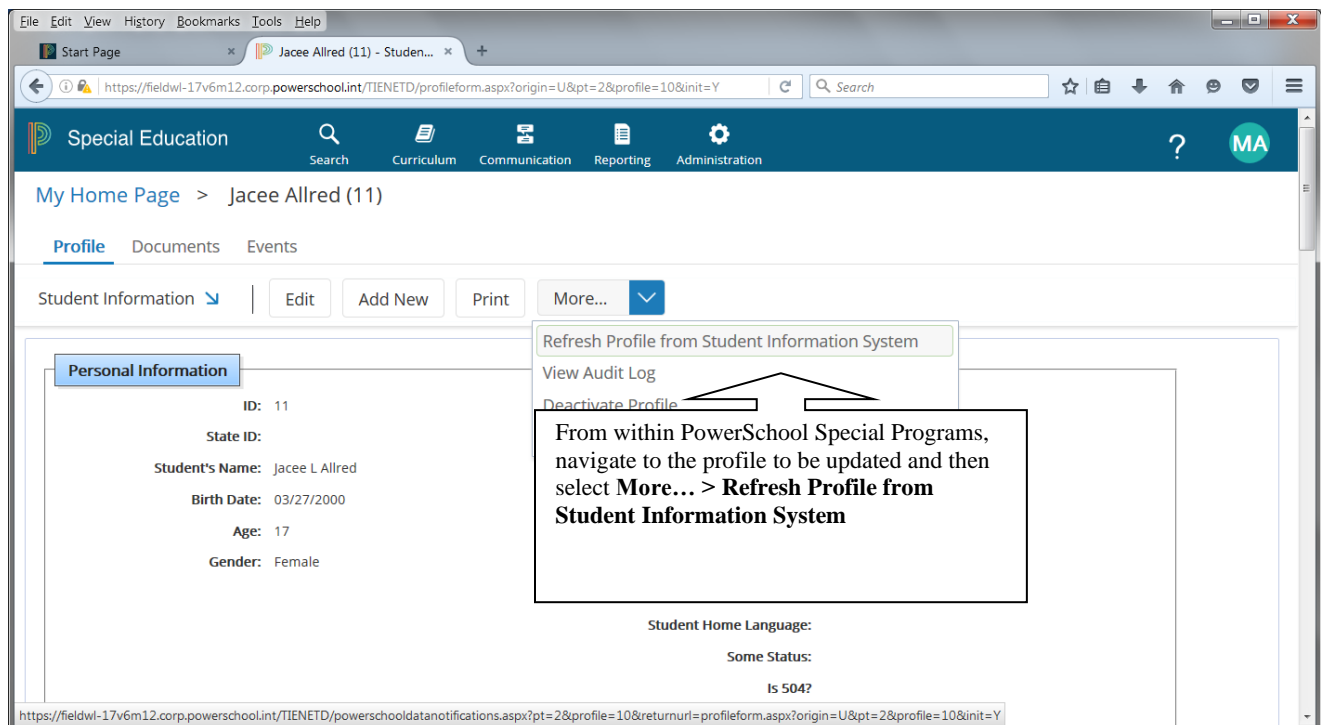 File Edit View History Bookmarks Tools Help
Start Page × Jacee Allred (11) - Studen... × +
https://fieldwl-17v6m12.corp.powerschool.int/TIENETD/profileform.aspx?origin=U&pt=2&profile=10&init=Y Search
Special Education Search Curriculum Communication Reporting Administration ? MA
My Home Page > Jacee Allred (11)
Profile Documents Events
Student Information Edit Add New Print More...
Refresh Profile from Student Information System
View Audit Log
Deactivate Profile
Personal Information
ID: 11
State ID:
Student's Name: Jacee L Allred
Birth Date: 03/27/2000
Age: 17
Gender: Female
From within PowerSchool Special Programs,
navigate to the profile to be updated and then
select More… > Refresh Profile from
Student Information System
Student Home Language:
Some Status:
Is 504?
https://fieldwl-17v6m12.corp.powerschool.int/TIENETD/powerschooldatanotifications.aspx?pt=2&profile=10&returnurl=profileform.aspx?origin=U&pt=2&profile=10&init=Y